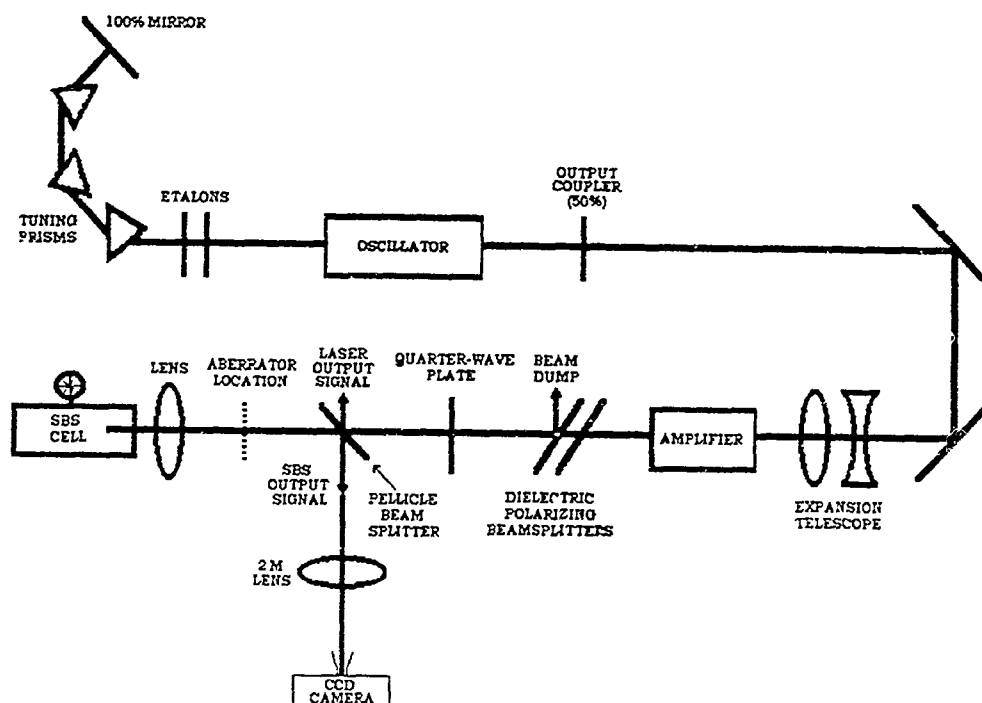 100% MIRROR
TUNING
PRISMS
ETALONS
OSCILLATOR
OUTPUT
COUPLER
(50%)
SBS
CELL
LENS
ABERRATOR
LOCATION
LASER
OUTPUT
SIGNAL
QUARTER-WAVE
PLATE
BEAM
DUMP
AMPLIFIER
SBS
OUTPUT
SIGNAL
PELLICLE
BEAM
SPLITTER
DIELECTRIC
POLARIZING
BEAMSPLITTERS
EXPANSION
TELESCOPE
2 M
LENS
CCD
CAMERA